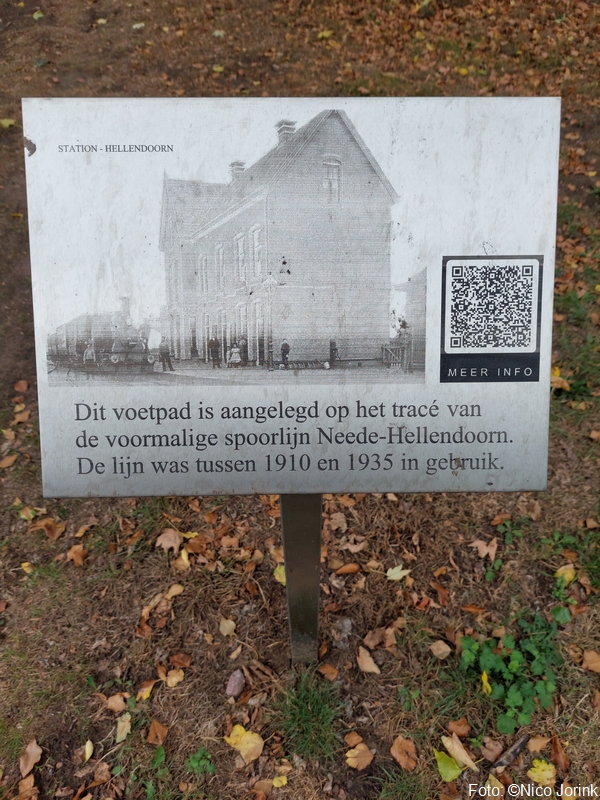 STATION - HELLENDOORN
MEER INFO
Dit voetpad is aangelegd op het tracé van
de voormalige spoorlijn Neede-Hellendoorn.
De lijn was tussen 1910 en 1935 in gebruik.
Foto: ©Nico Jorink